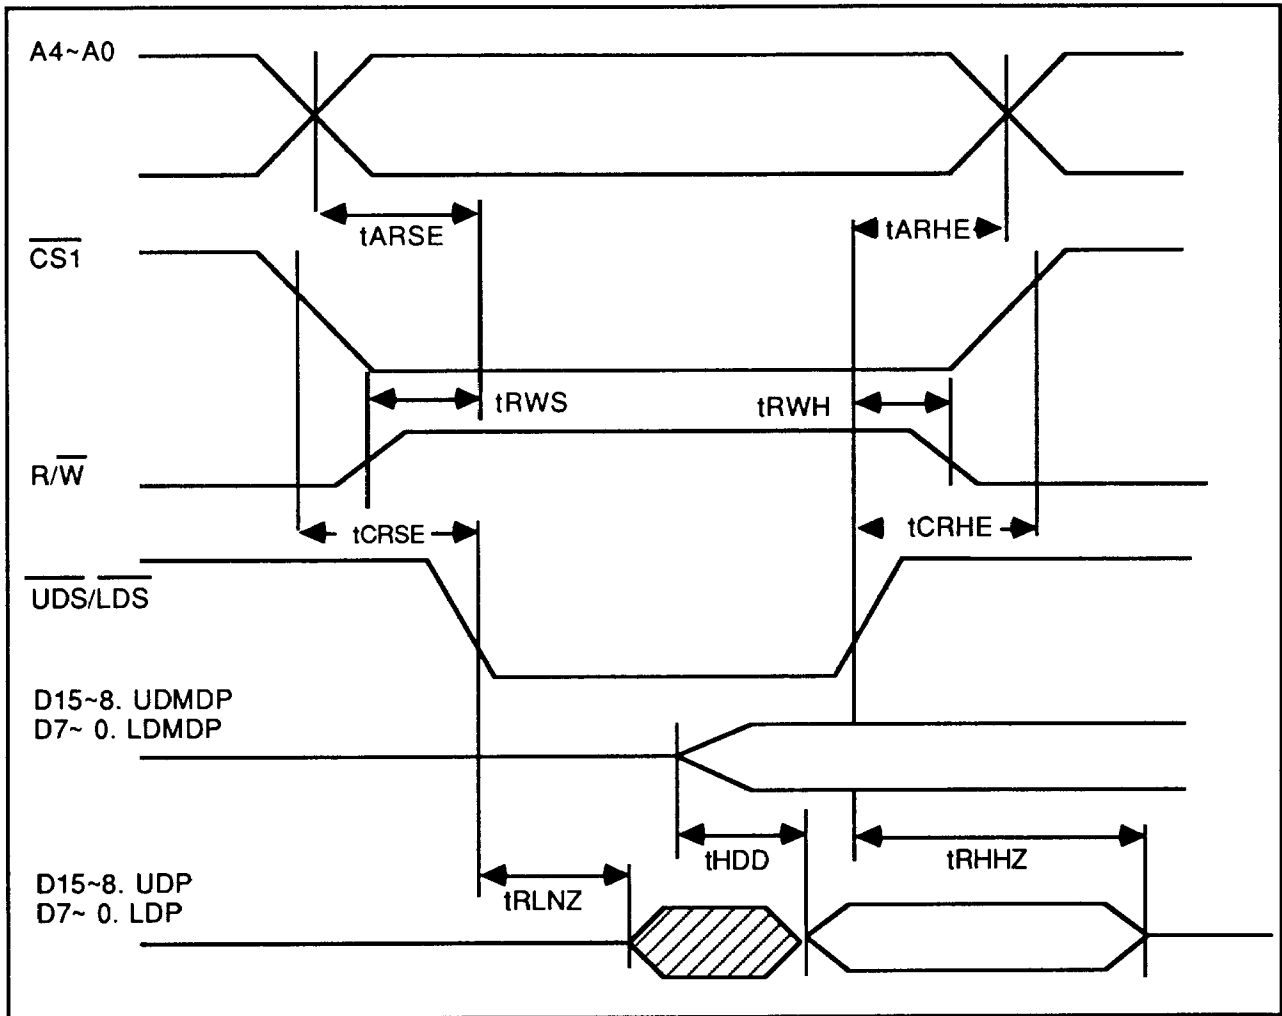 A4~A0
tARSE
tARHE
CS1
tRWS
tRWH
R/W
tCRSE
tCRHE
UDS/LDS
D15~8. UDMDP
D7~ 0. LDMDP
tHDD
tRHHZ
D15~8. UDP
D7~ 0. LDP
tRLNZ